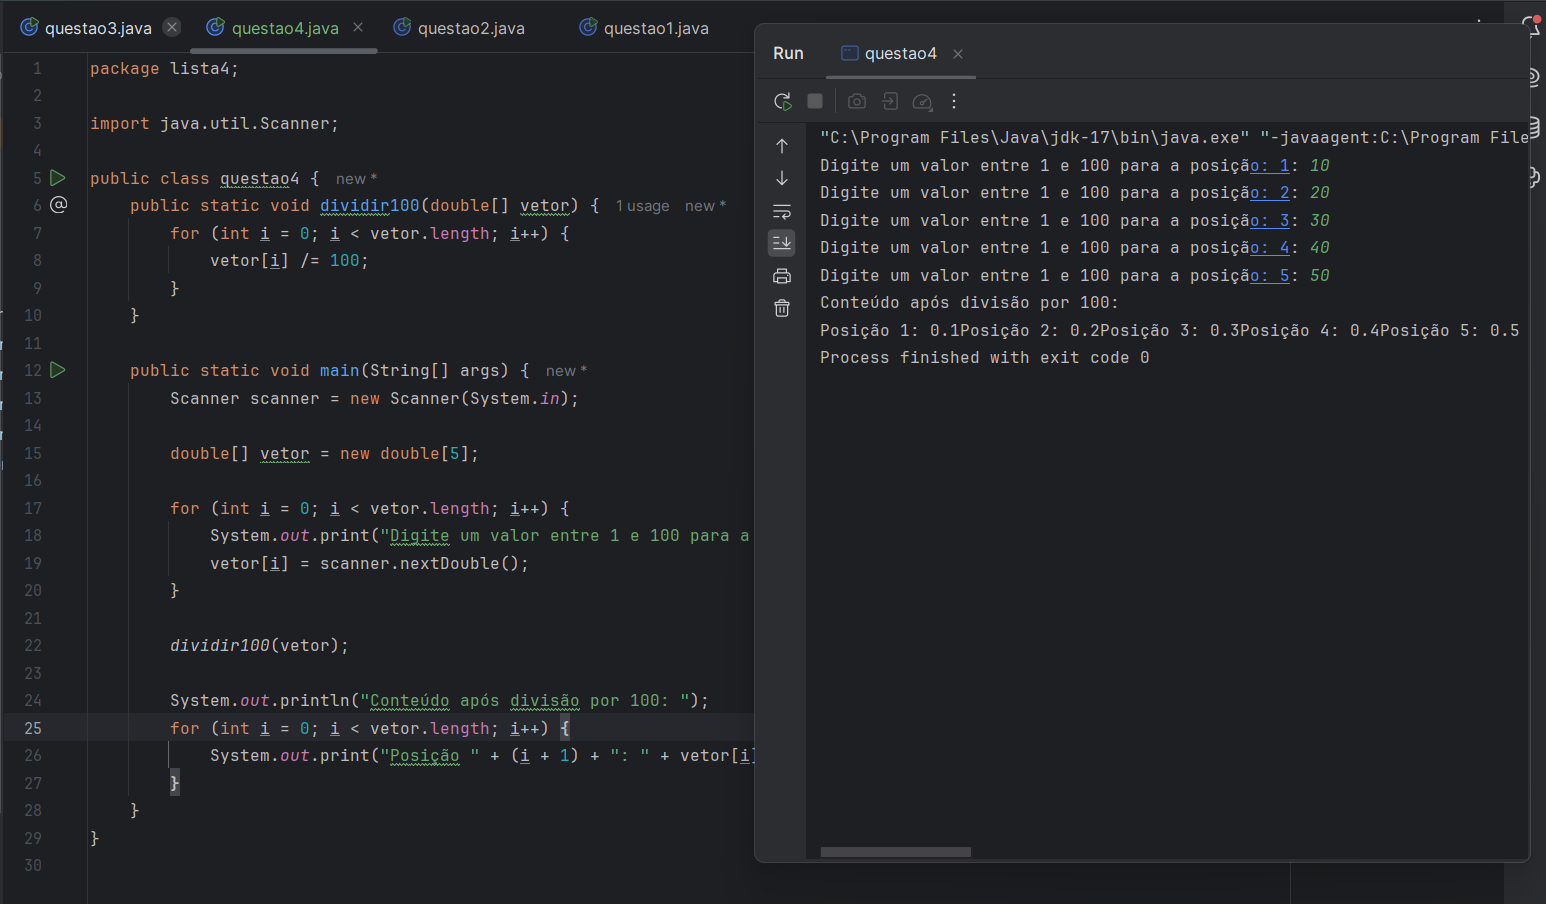 questao3.java
questao4.java
questao2.java
questao1.java
1 package lista4;
2
3 import java.util.Scanner;
4
5 public class questao4 { new *
6 public static void dividir100(double[] vetor) { 1 usage new *
7 for (int i = 0; i < vetor.length; i++) {
8 vetor[i] /= 100;
9 }
10 }
11
12 public static void main(String[] args) { new *
13 Scanner scanner = new Scanner(System.in);
14
15 double[] vetor = new double[5];
16
17 for (int i = 0; i < vetor.length; i++) {
18 System.out.print("Digite um valor entre 1 e 100 para a
19 vetor[i] = scanner.nextDouble();
20 }
21
22 dividir100(vetor);
23
24 System.out.println("Conteúdo após divisão por 100: ");
25 for (int i = 0; i < vetor.length; i++) {
26 System.out.print("Posição " + (i + 1) + ": " + vetor[i]
27 }
28 }
29 }
30
Run
questao4
"C:\Program Files\Java\jdk-17\bin\java.exe" "-javaagent:C:\Program File
Digite um valor entre 1 e 100 para a posição: 1: 10
Digite um valor entre 1 e 100 para a posição: 2: 20
Digite um valor entre 1 e 100 para a posição: 3: 30
Digite um valor entre 1 e 100 para a posição: 4: 40
Digite um valor entre 1 e 100 para a posição: 5: 50
Conteúdo após divisão por 100:
Posição 1: 0.1Posição 2: 0.2Posição 3: 0.3Posição 4: 0.4Posição 5: 0.5
Process finished with exit code 0